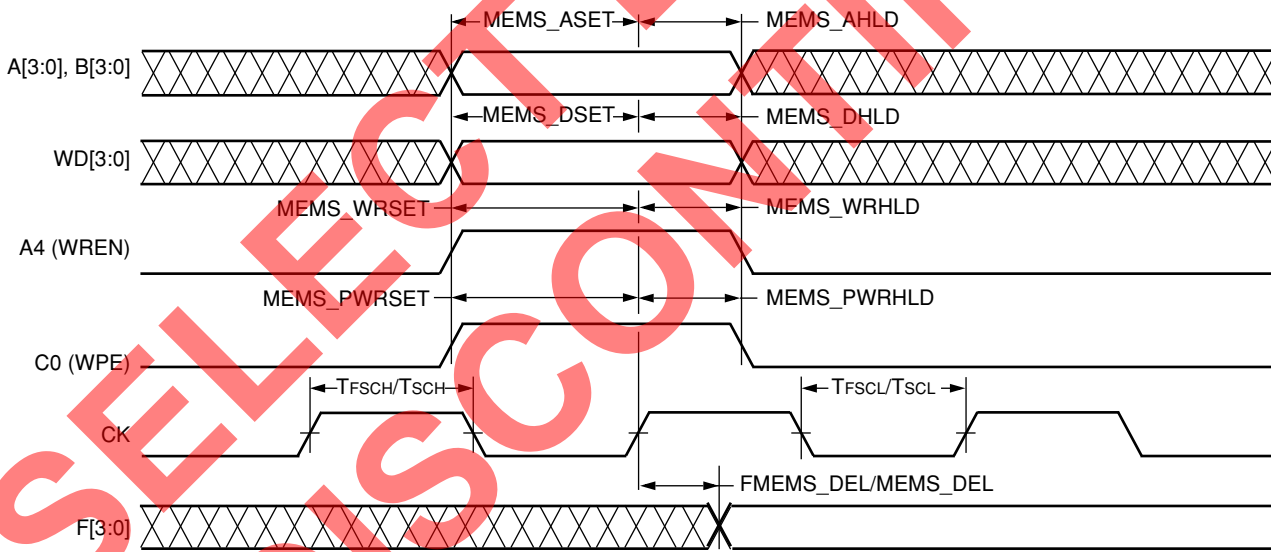 MEMS_ASET MEMS_AHLD
A[3:0], B[3:0]
MEMS_DSET MEMS_DHLD
WD[3:0]
MEMS_WRSET MEMS_WRHLD
A4 (WREN)
MEMS_PWRSET MEMS_PWRHLD
C0 (WPE)
TFSCH/TSCH TFSCL/TSCL
CK
FMEMS_DEL/MEMS_DEL
F[3:0]
SELECT
DISCONTI